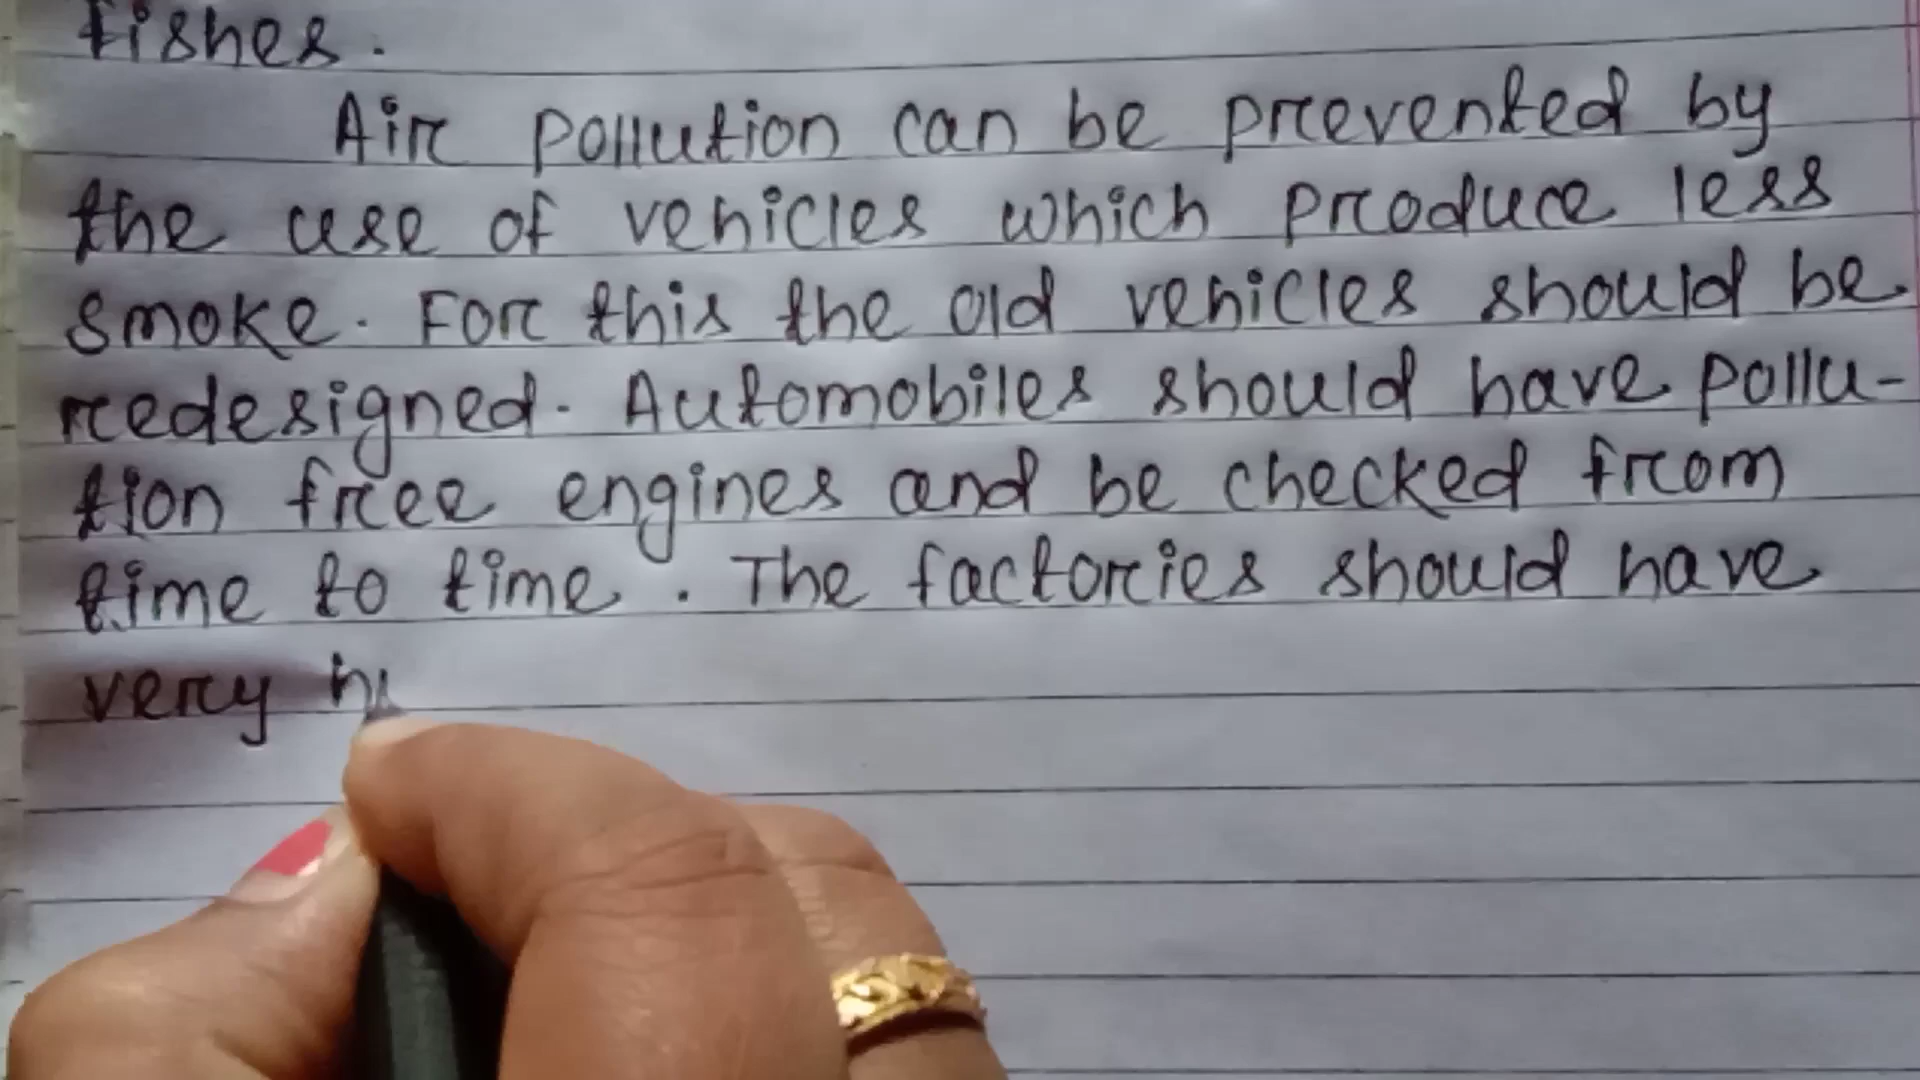 fishes.
Air pollution can be prevented by
the use of vehicles which produce less
smoke. For this the old vehicles should be
redesigned. Automobiles should have pollu-
tion free engines and be checked from
time to time. The factories should have
very